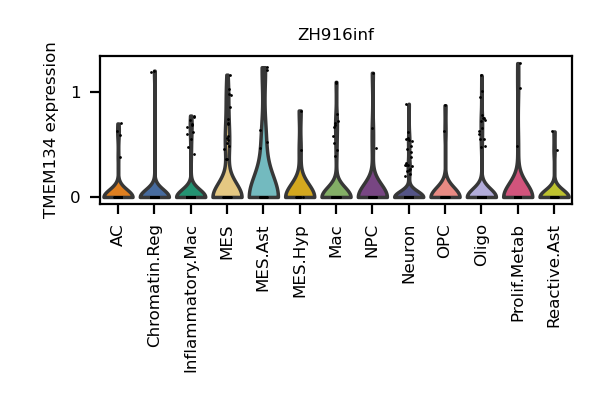 ZH916inf
TMEM134 expression
1
0
AC
Chromatin.Reg
Inflammatory.Mac
MES
MES.Ast
MES.Hyp
Mac
NPC
Neuron
OPC
Oligo
Prolif.Metab
Reactive.Ast